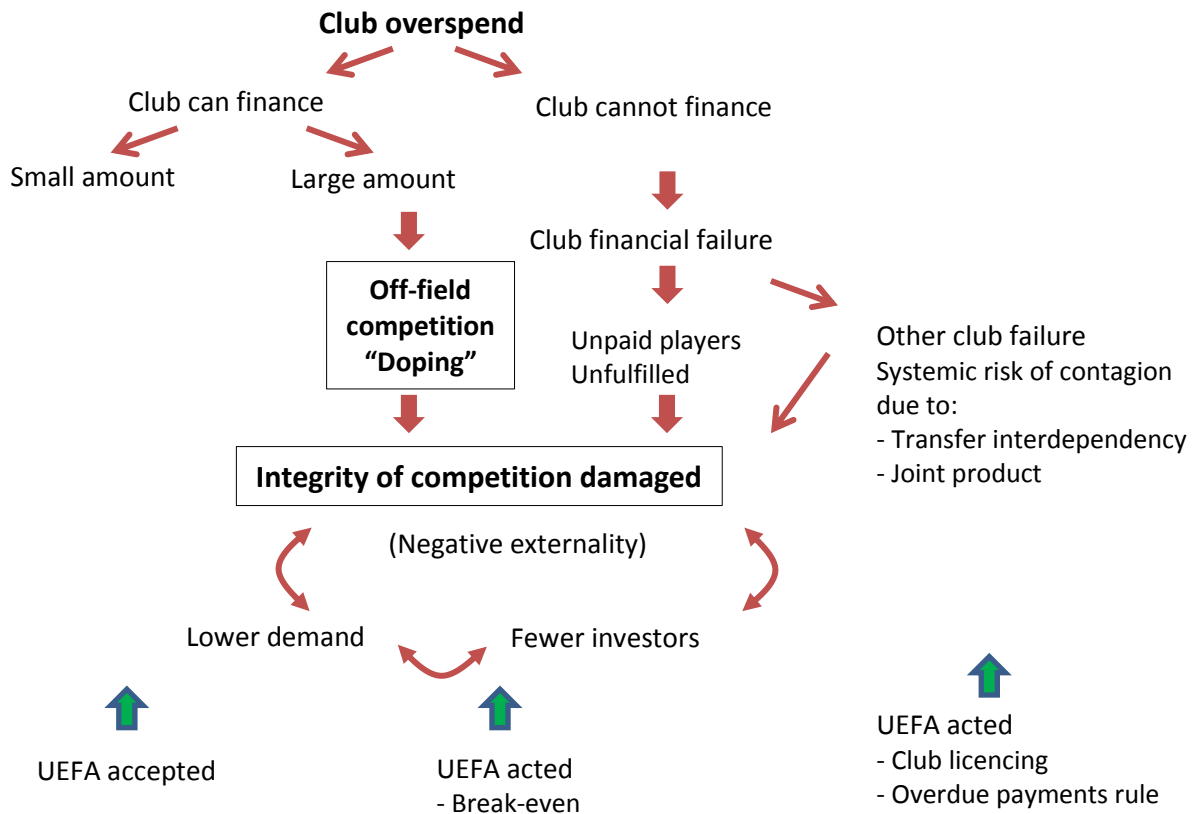 Club overspend
Club can finance
Club cannot finance
Small amount
Large amount
Club financial failure
Off-field
competition
“Doping”
Unpaid players
Unfulfilled
Other club failure
Systemic risk of contagion
due to:
- Transfer interdependency
- Joint product
Integrity of competition damaged
(Negative externality)
Lower demand
Fewer investors
UEFA accepted
UEFA acted
- Break-even
UEFA acted
- Club licencing
- Overdue payments rule